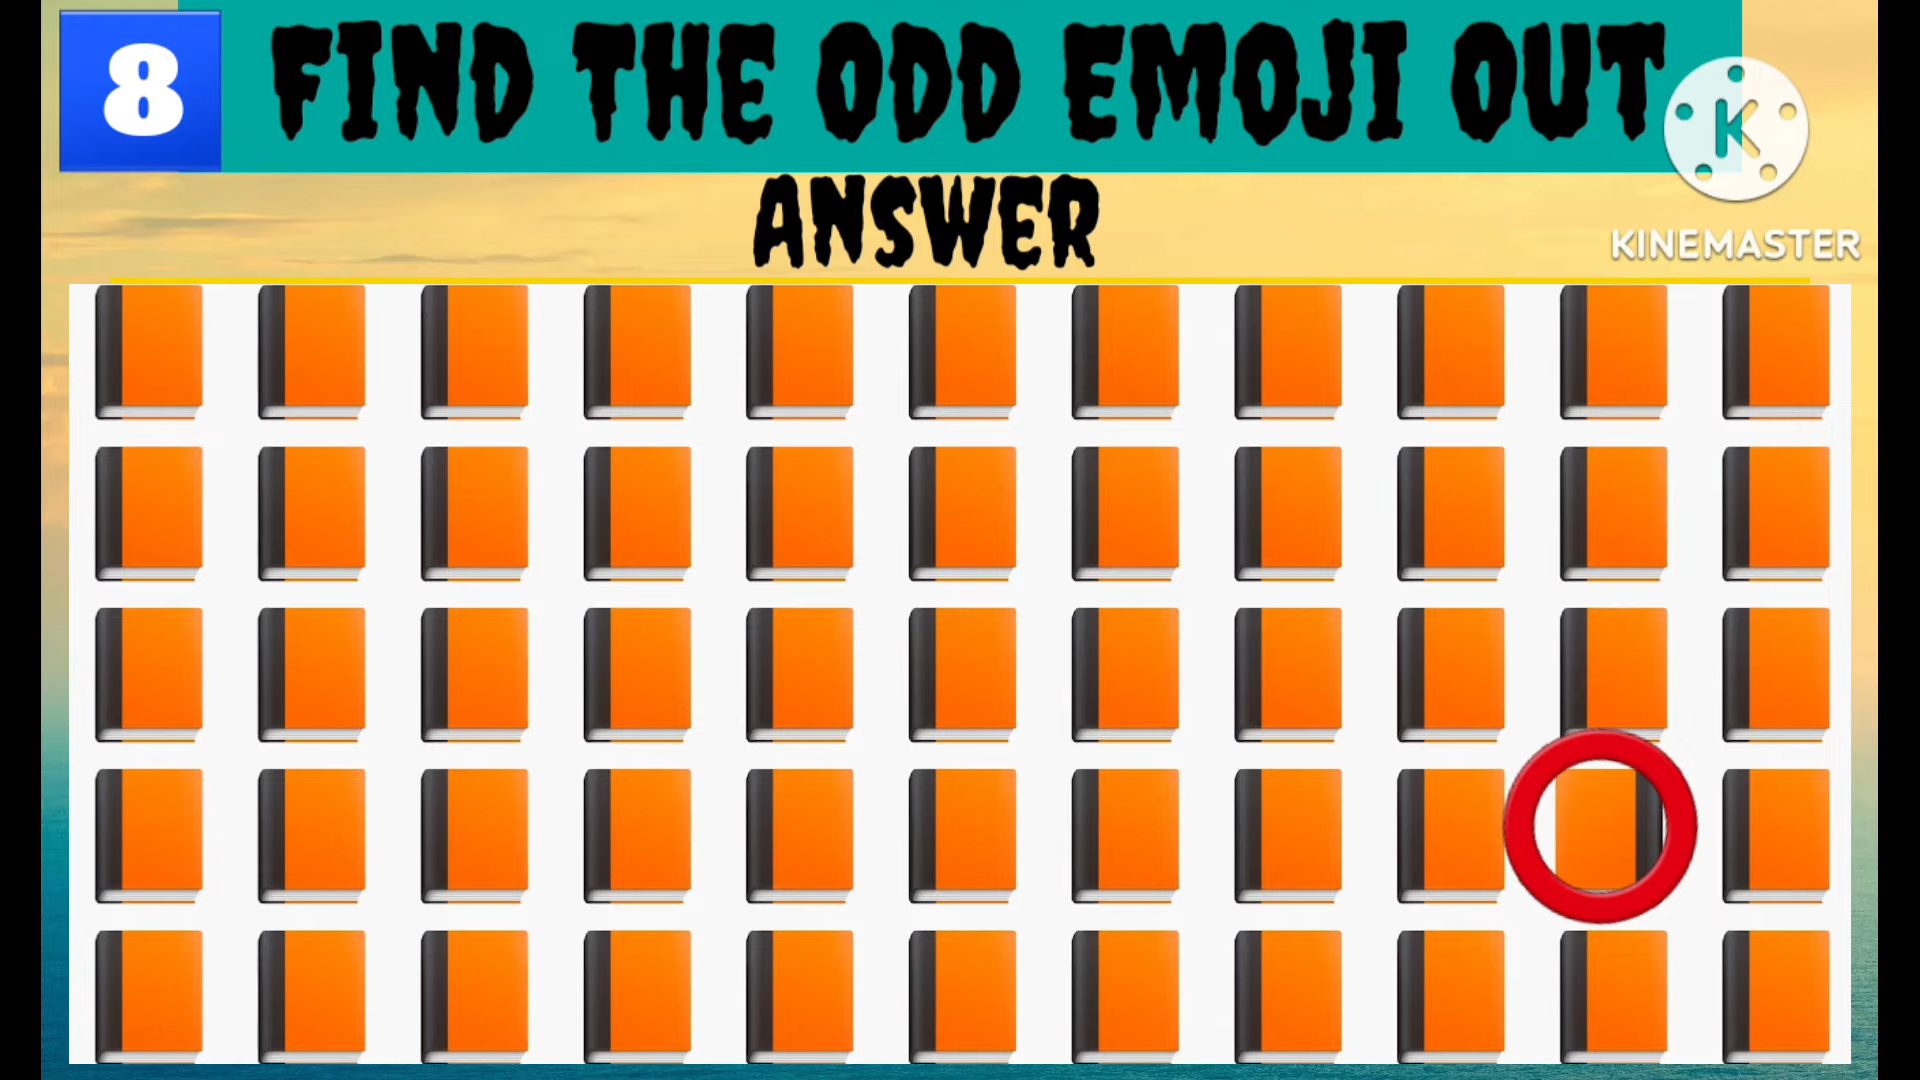 8
FIND THE ODD EMOJI OUT
K
KINEMASTER
ANSWER